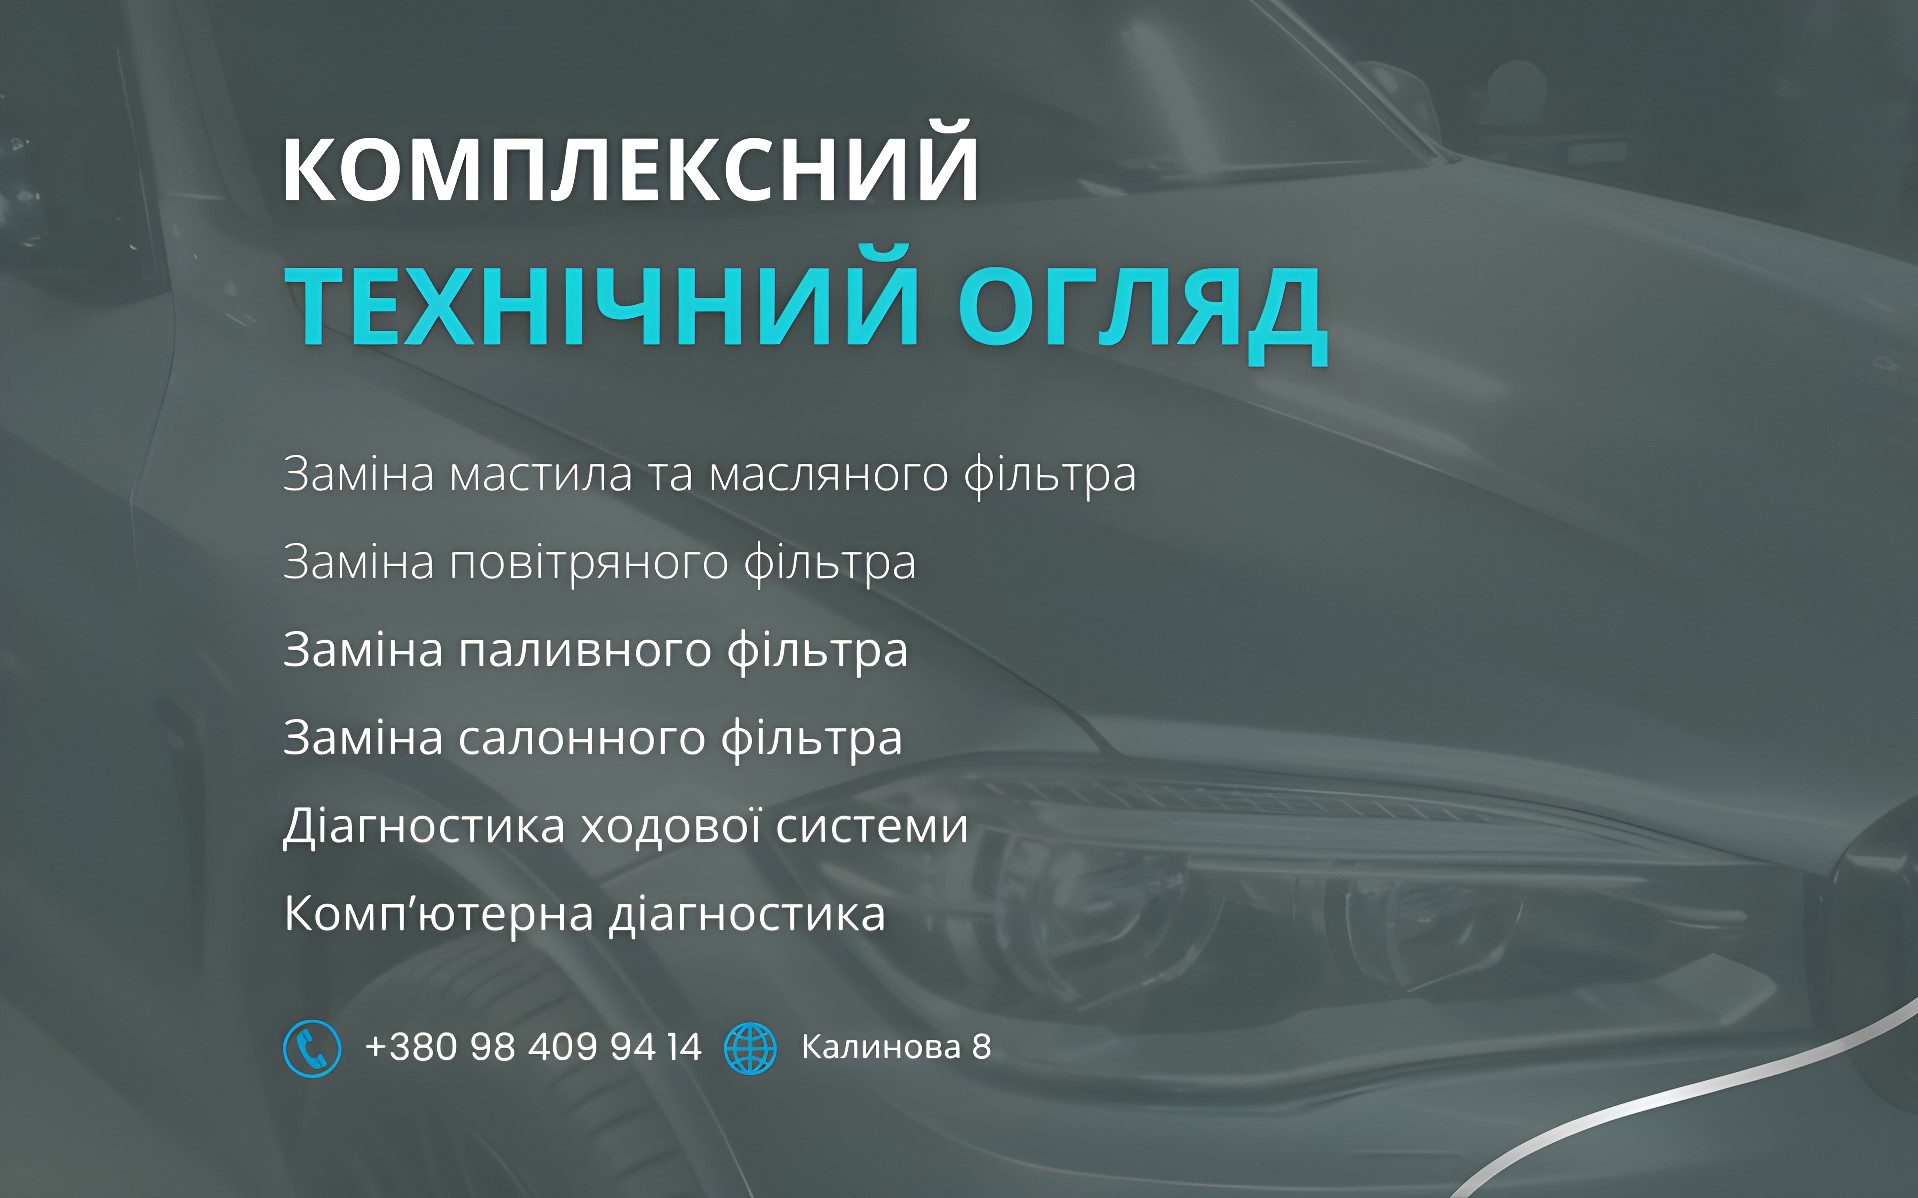 КОМПЛЕКСНИЙ
ТЕХНІЧНИЙ ОГЛЯД
Заміна мастила та масляного фільтра
Заміна повітряного фільтра
Заміна паливного фільтра
Заміна салонного фільтра
Діагностика ходової системи
Комп’ютерна діагностика
+380 98 409 94 14 Калинова 8